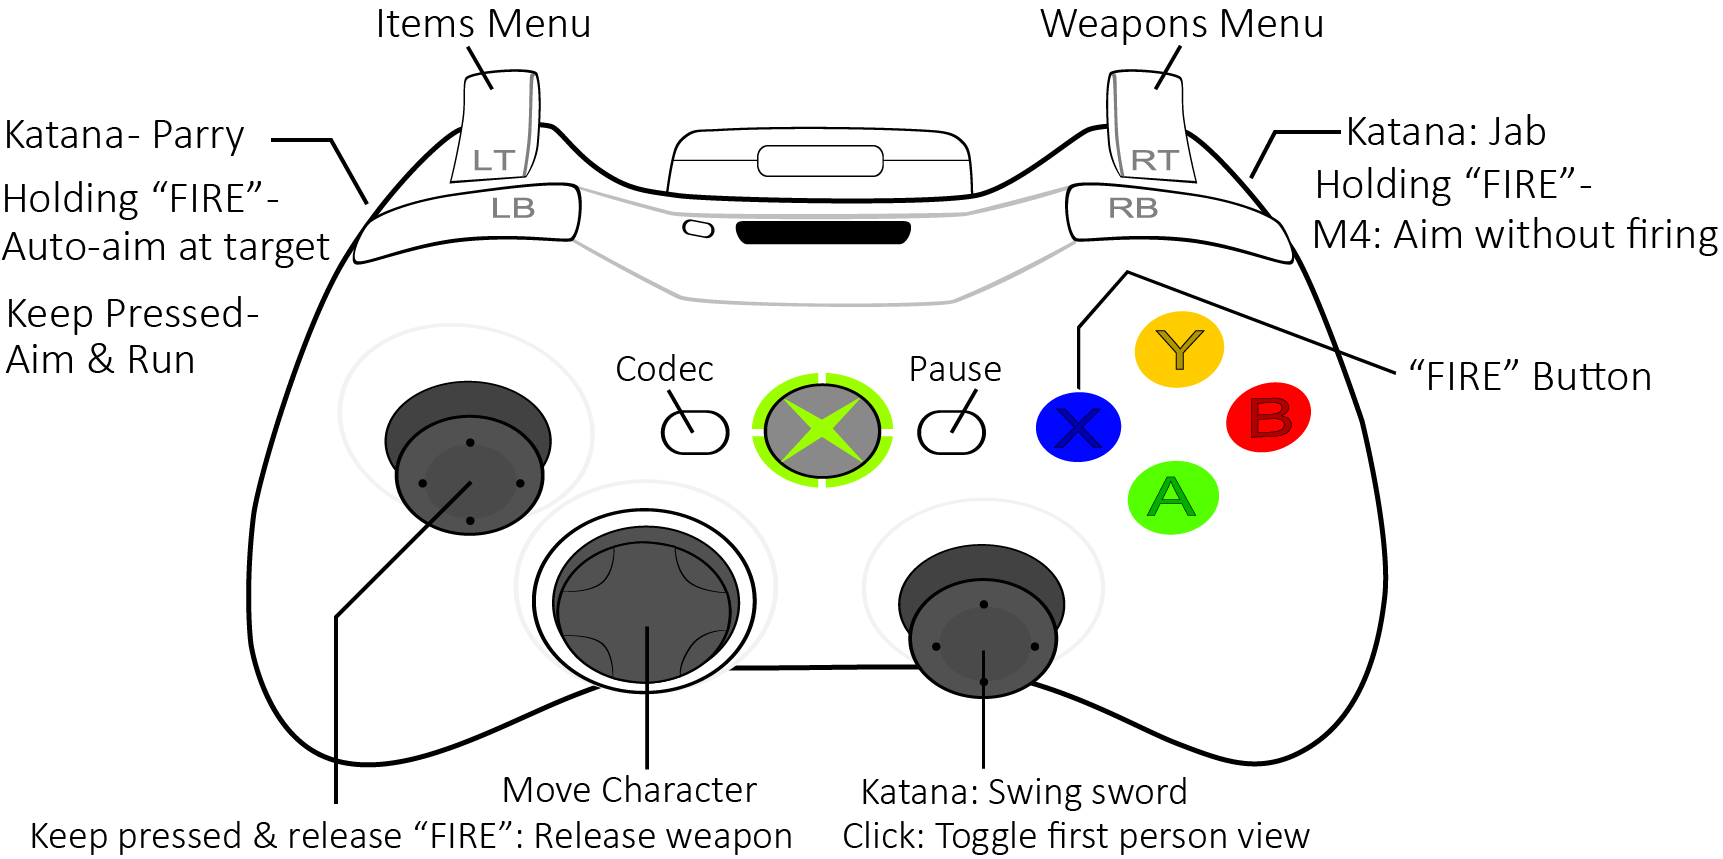 Items Menu
Weapons Menu
Katana- Parry
Katana: Jab
LT
RT
Holding “FIRE”-
Auto-aim at target
Holding “FIRE”-
M4: Aim without firing
LB
RB
Keep Pressed-
Aim & Run
Codec
Pause
“FIRE” Button
Y
X
B
A
Move Character
Katana: Swing sword
Keep pressed & release “FIRE”: Release weapon
Click: Toggle first person view